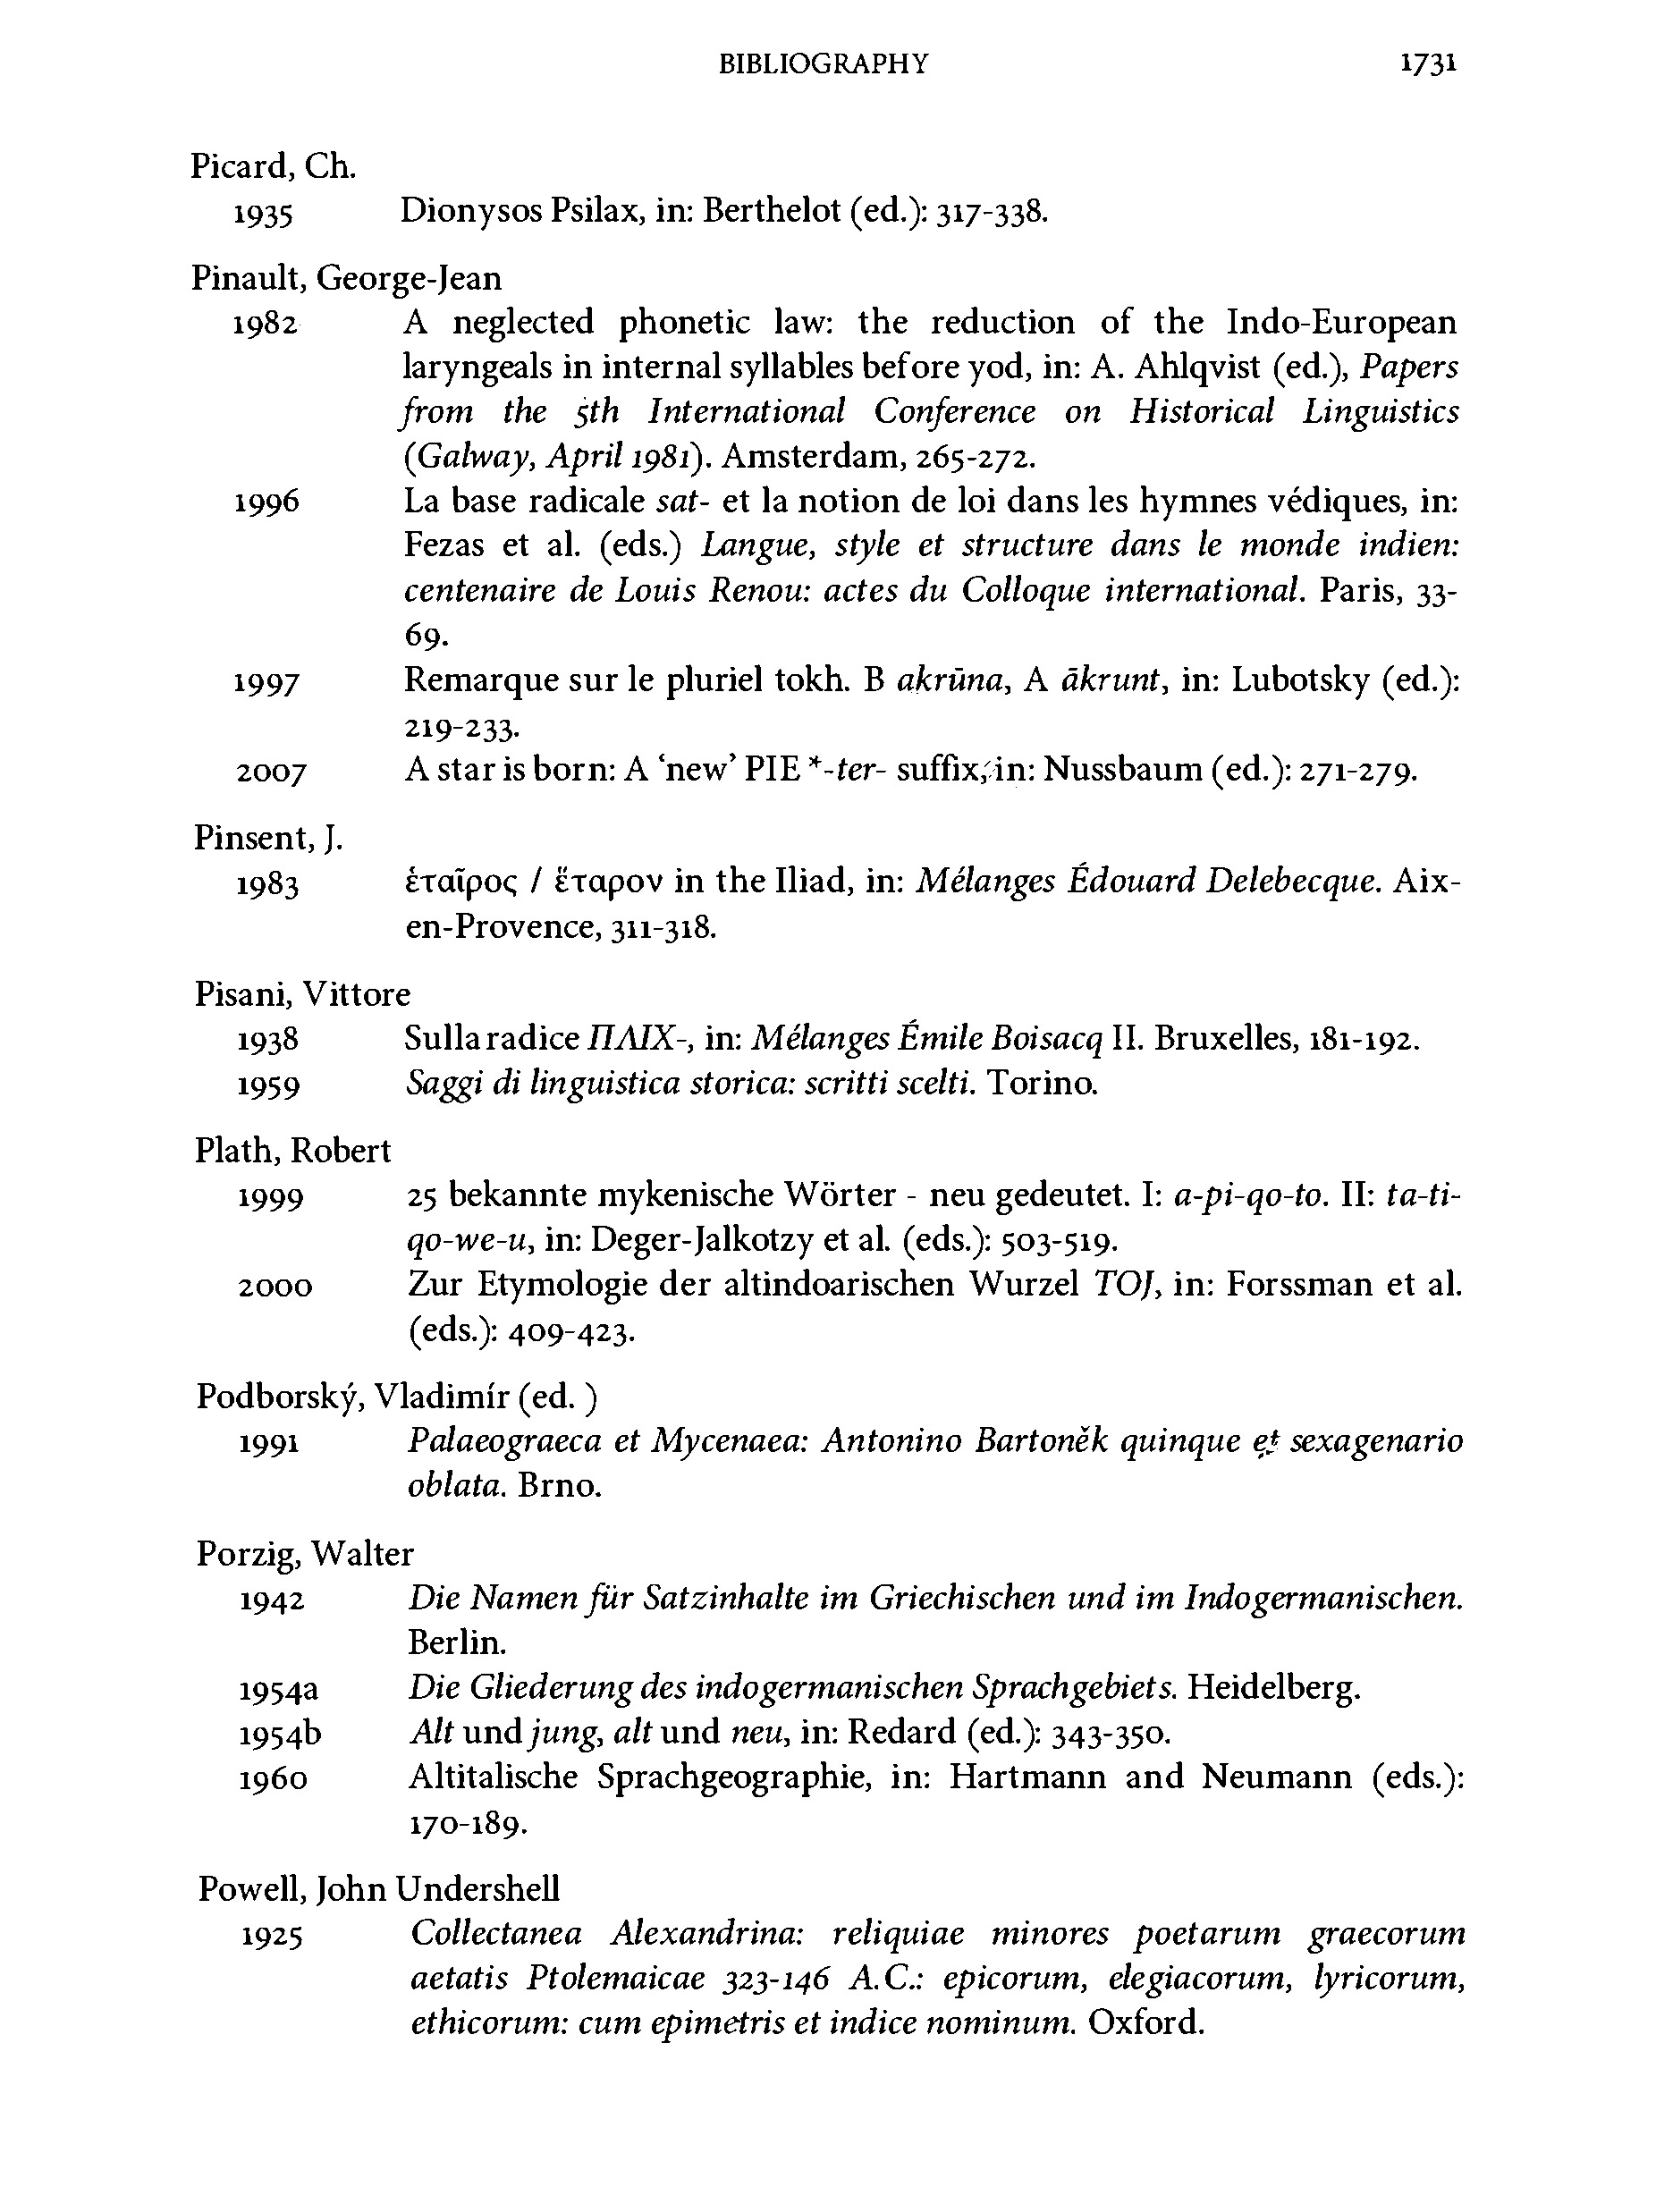 BIBLIOGRAPHY 1731
Picard, Ch.
1935 Dionysos Psilax, in: Berthelot (ed.): 317-338.
Pinault, George-Jean
1982 A neglected phonetic law: the reduction of the Indo-European
laryngeals in internal syllables before yod, in: A. Ahlqvist (ed.), Papers
from the 5th International Conference on Historical Linguistics
(Galway, April 1981). Amsterdam, 265-272.
1996 La base radicale sat- et la notion de loi dans les hymnes védiques, in:
Fezas et al. (eds.) Langue, style et structure dans le monde indien:
centenaire de Louis Renou: actes du Colloque international. Paris, 33-
69.
1997 Remarque sur le pluriel tokh. B akrūna, A ākrunt, in: Lubotsky (ed.):
219-233.
2007 A star is born: A ‘new’ PIE *-ter- suffix, in: Nussbaum (ed.): 271-279.
Pinsent, J.
1983 ἑταῖρος / ἕταρον in the Iliad, in: Mélanges Édouard Delebecque. Aix-
en-Provence, 311-318.
Pisani, Vittore
1938 Sulla radice ΠΛΙΧ-, in: Mélanges Émile Boisacq II. Bruxelles, 181-192.
1959 Saggi di linguistica storica: scritti scelti. Torino.
Plath, Robert
1999 25 bekannte mykenische Wörter - neu gedeutet. I: a-pi-qo-to. II: ta-ti-
qo-we-u, in: Deger-Jalkotzy et al. (eds.): 503-519.
2000 Zur Etymologie der altindoarischen Wurzel TOJ, in: Forssman et al.
(eds.): 409-423.
Podborský, Vladimír (ed. )
1991 Palaeograeca et Mycenaea: Antonino Bartoněk quinque et sexagenario
oblata. Brno.
Porzig, Walter
1942 Die Namen für Satzinhalte im Griechischen und im Indogermanischen.
Berlin.
1954a Die Gliederung des indogermanischen Sprachgebiets. Heidelberg.
1954b Alt und jung, alt und neu, in: Redard (ed.): 343-350.
1960 Altitalische Sprachgeographie, in: Hartmann and Neumann (eds.):
170-189.
Powell, John Undershell
1925 Collectanea Alexandrina: reliquiae minores poetarum graecorum
aetatis Ptolemaicae 323-146 A.C.: epicorum, elegiacorum, lyricorum,
ethicorum: cum epimetris et indice nominum. Oxford.